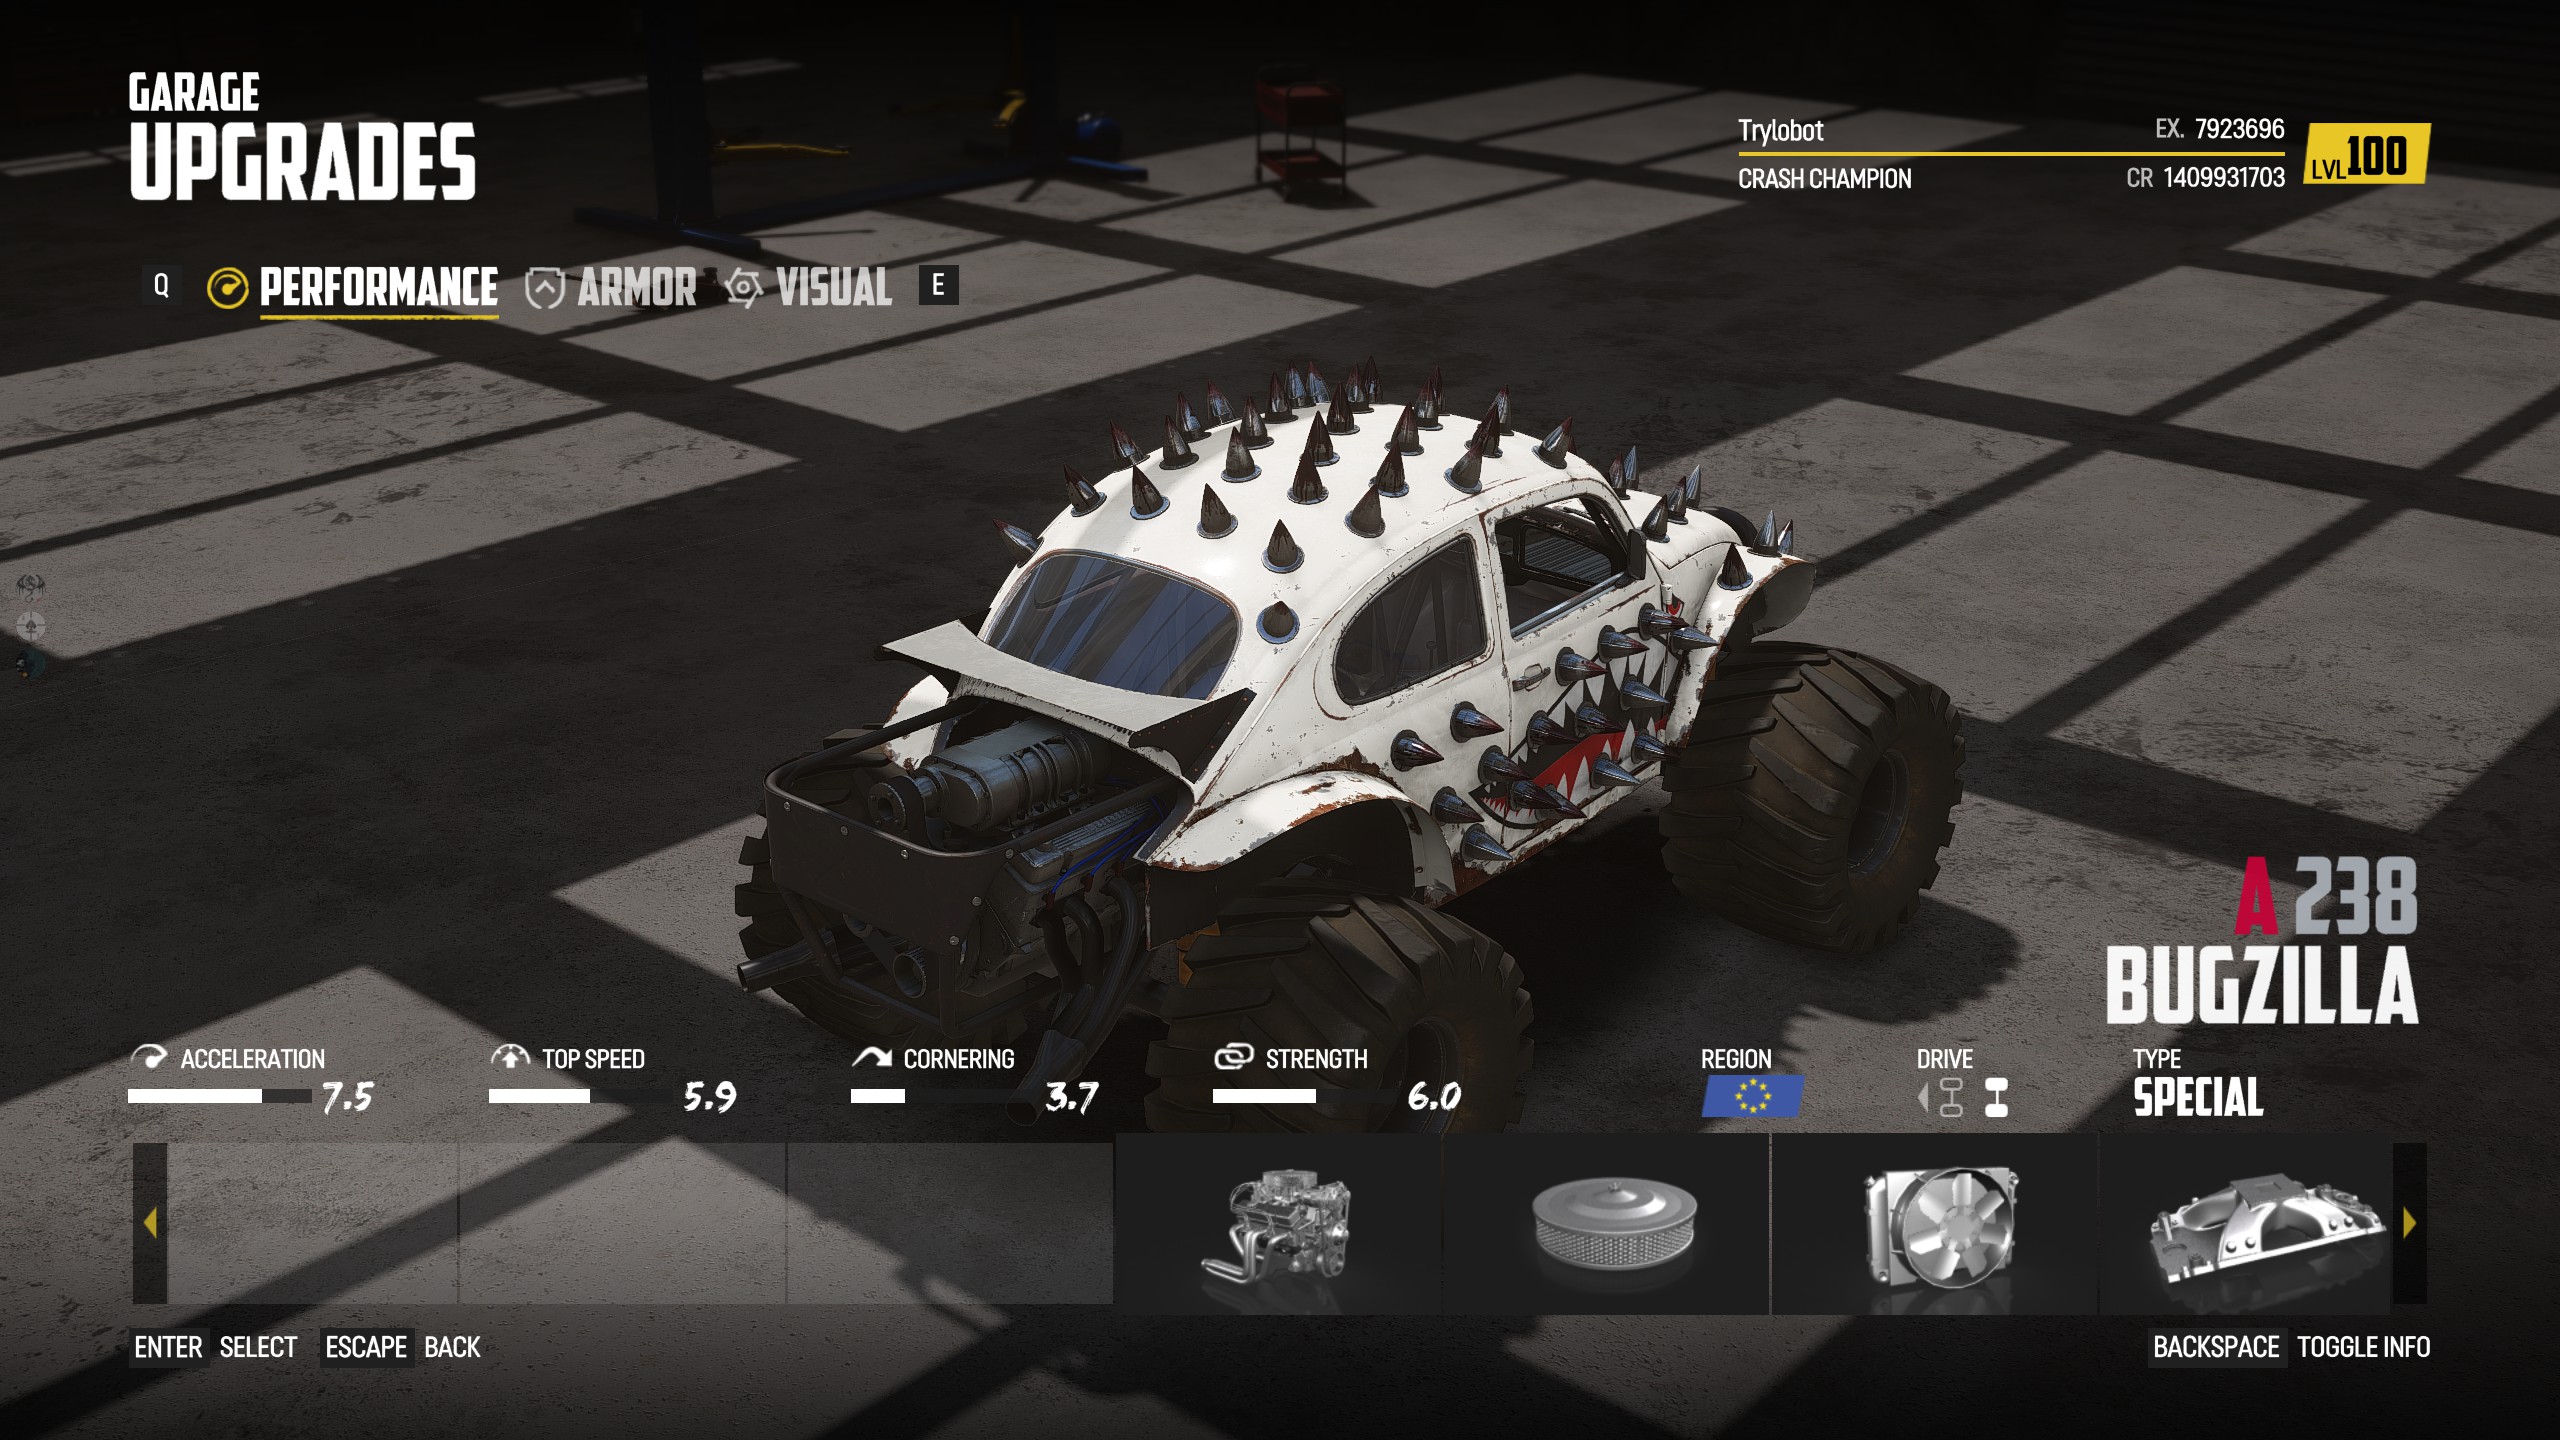 GARAGE
UPGRADES
Trylobot
EX. 7923696
CRASH CHAMPION
CR 1409931703
LVL 100
Q
PERFORMANCE
ARMOR
VISUAL
E
A 238
BUGZILLA
ACCELERATION
7.5
TOP SPEED
5.9
CORNERING
3.7
STRENGTH
6.0
REGION
DRIVE
TYPE
SPECIAL
ENTER SELECT
ESCAPE BACK
BACKSPACE TOGGLE INFO